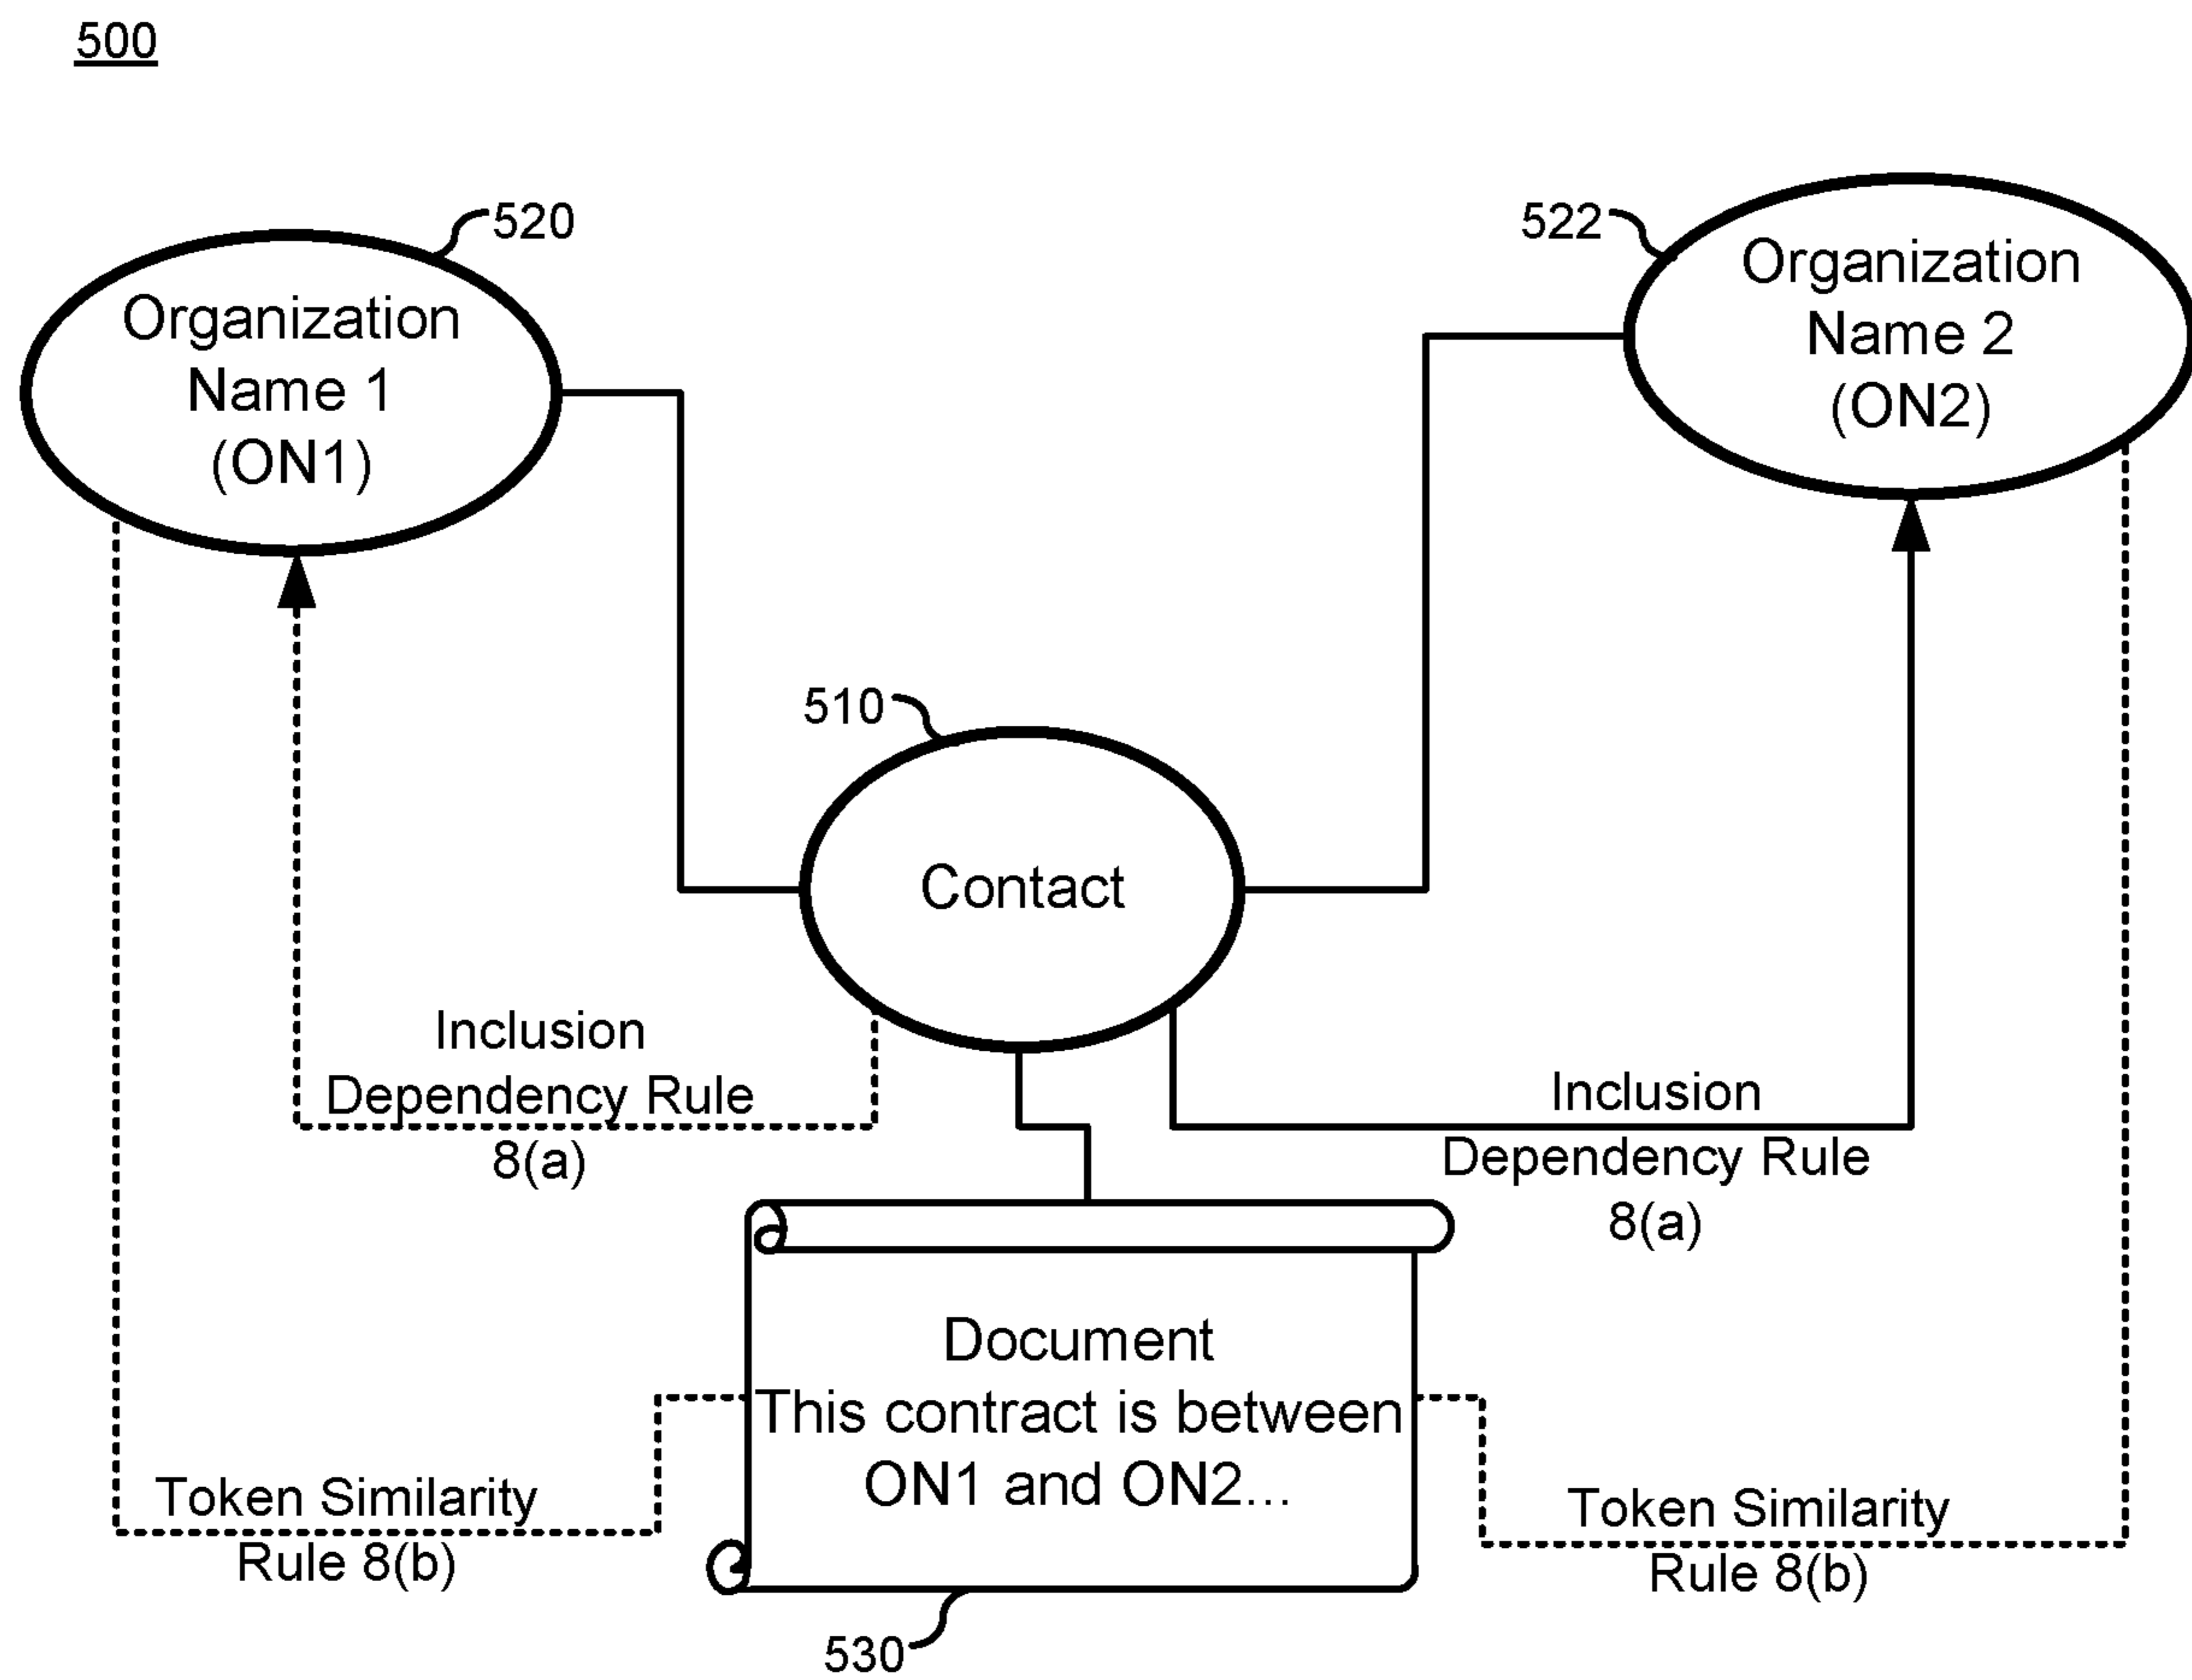 500
520
Organization
Name 1
(ON1)
522
Organization
Name 2
(ON2)
510
Contact
Inclusion
Dependency Rule
8(a)
Inclusion
Dependency Rule
8(a)
Document
This contract is between
ON1 and ON2...
Token Similarity
Rule 8(b)
Token Similarity
Rule 8(b)
530